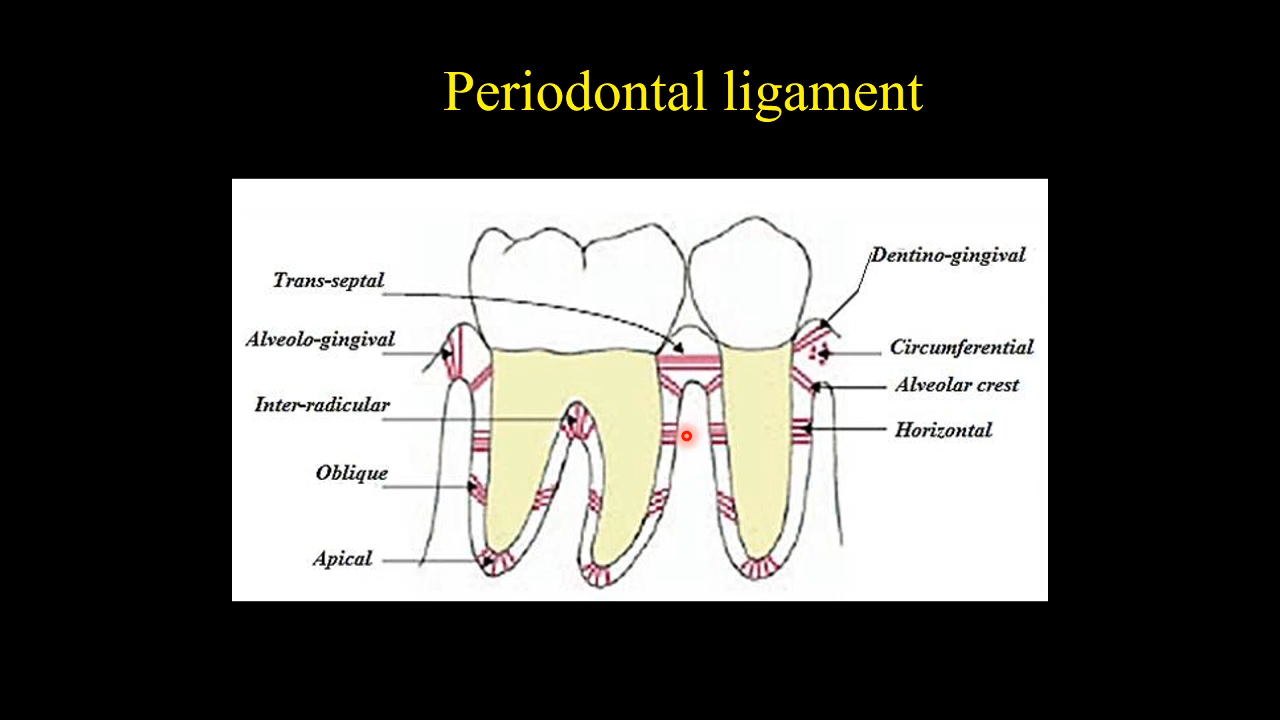 Periodontal ligament
Trans-septal
Alveolo-gingival
Inter-radicular
Oblique
Apical
Dentino-gingival
Circumferential
Alveolar crest
Horizontal